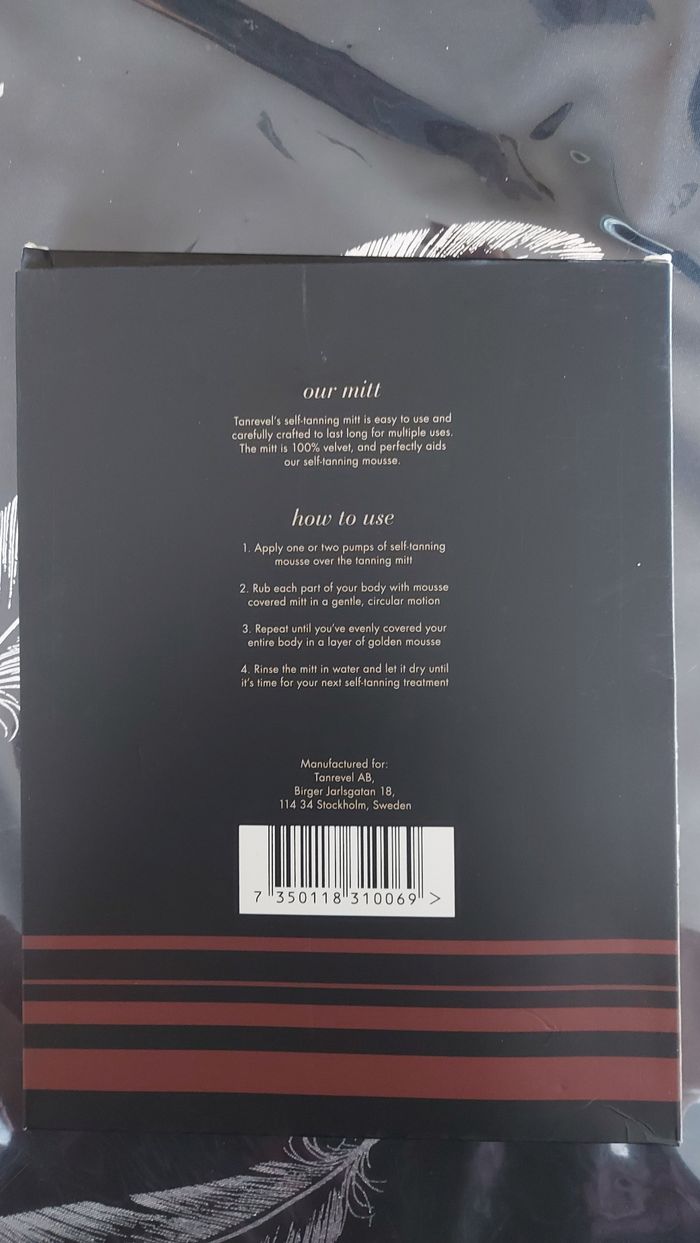 our mitt
Tanrevel's self-tanning mitt is easy to use and
carefully crafted to last long for multiple uses.
The mitt is 100% velvet, and perfectly aids
our self-tanning mousse.
how to use
1. Apply one or two pumps of self-tanning
mousse over the tanning mitt
2. Rub each part of your body with mousse
covered mitt in a gentle, circular motion
3. Repeat until you've evenly covered your
entire body in a layer of golden mousse
4. Rinse the mitt in water and let it dry until
it's time for your next self-tanning treatment
Manufactured for:
Tanrevel AB,
Birger Jarlsgatan 18,
114 34 Stockholm, Sweden
7 350118 310069 >